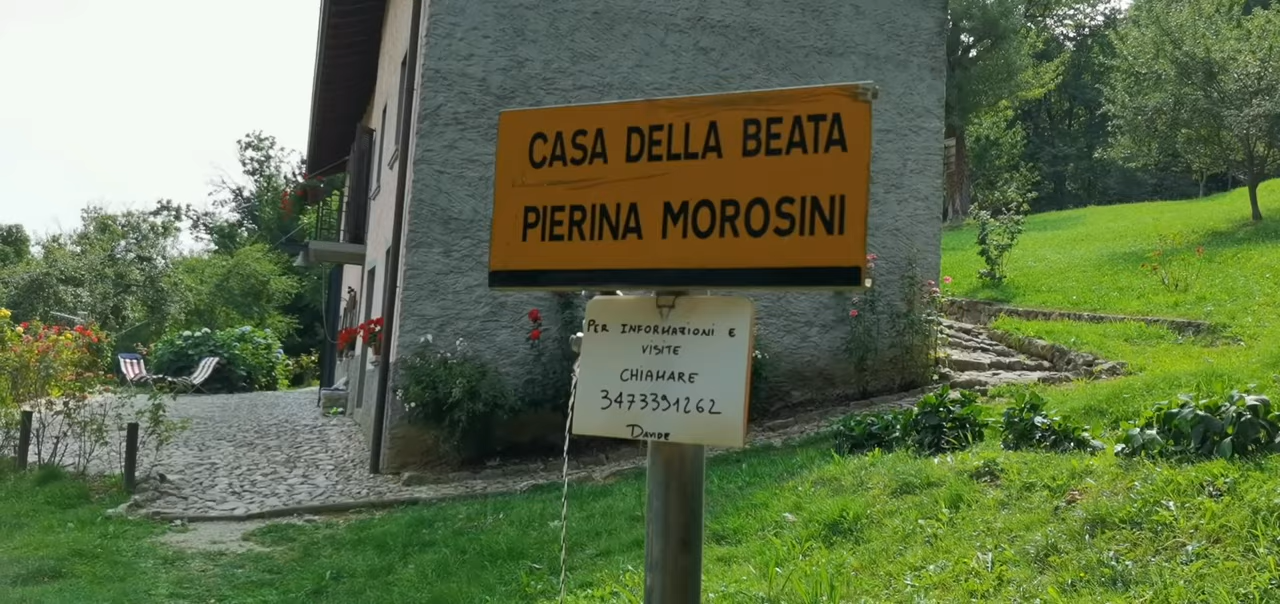 CASA DELLA BEATA
PIERINA MOROSINI
PER INFORMAZIONI E
VISITE
CHIAMARE
3473391262
DAVIDE